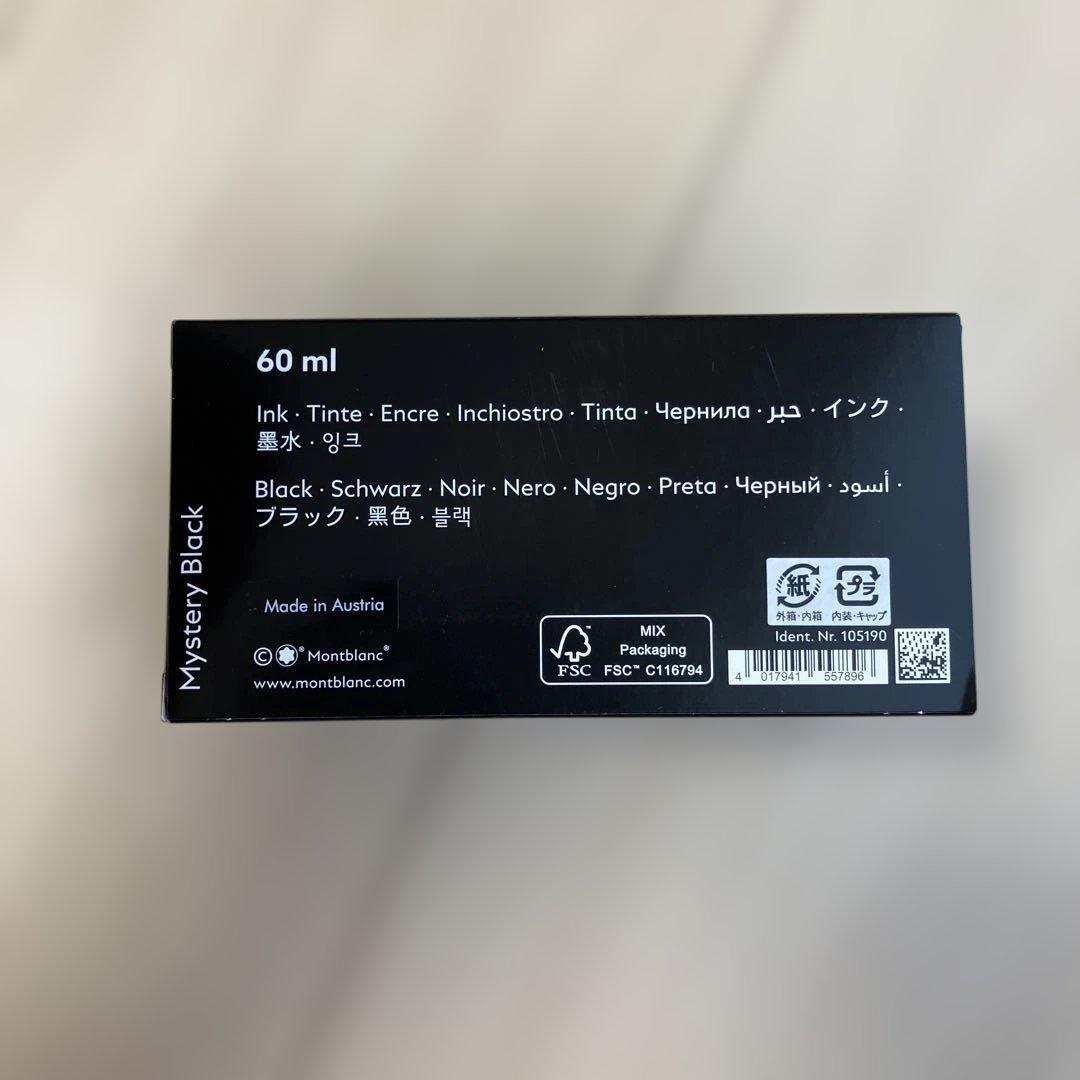 60 ml
Ink · Tinte · Encre · Inchiostro · Tinta · Чернила · حبر · インク ·
墨水 · 잉크
Black · Schwarz · Noir · Nero · Negro · Preta · Черный · أسود ·
ブラック · 黑色 · 블랙
Mystery Black
Made in Austria
© ® Montblanc®
www.montblanc.com
FSC™
MIX
Packaging
FSC™ C116794
紙
外箱・内箱
プラ
内装・キャップ
Ident. Nr. 105190
4 017941 557896